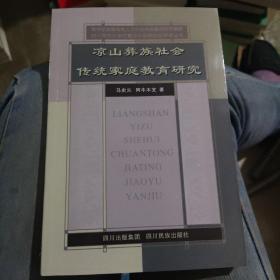 凉山彝族社会
传统家庭教育研究
马史火 阿牛木支 著
LIANGSHAN
YIZU
SHEHUI
CHUANTONG
JIATING
JIAOYU
YANJIU
四川出版集团 四川民族出版社